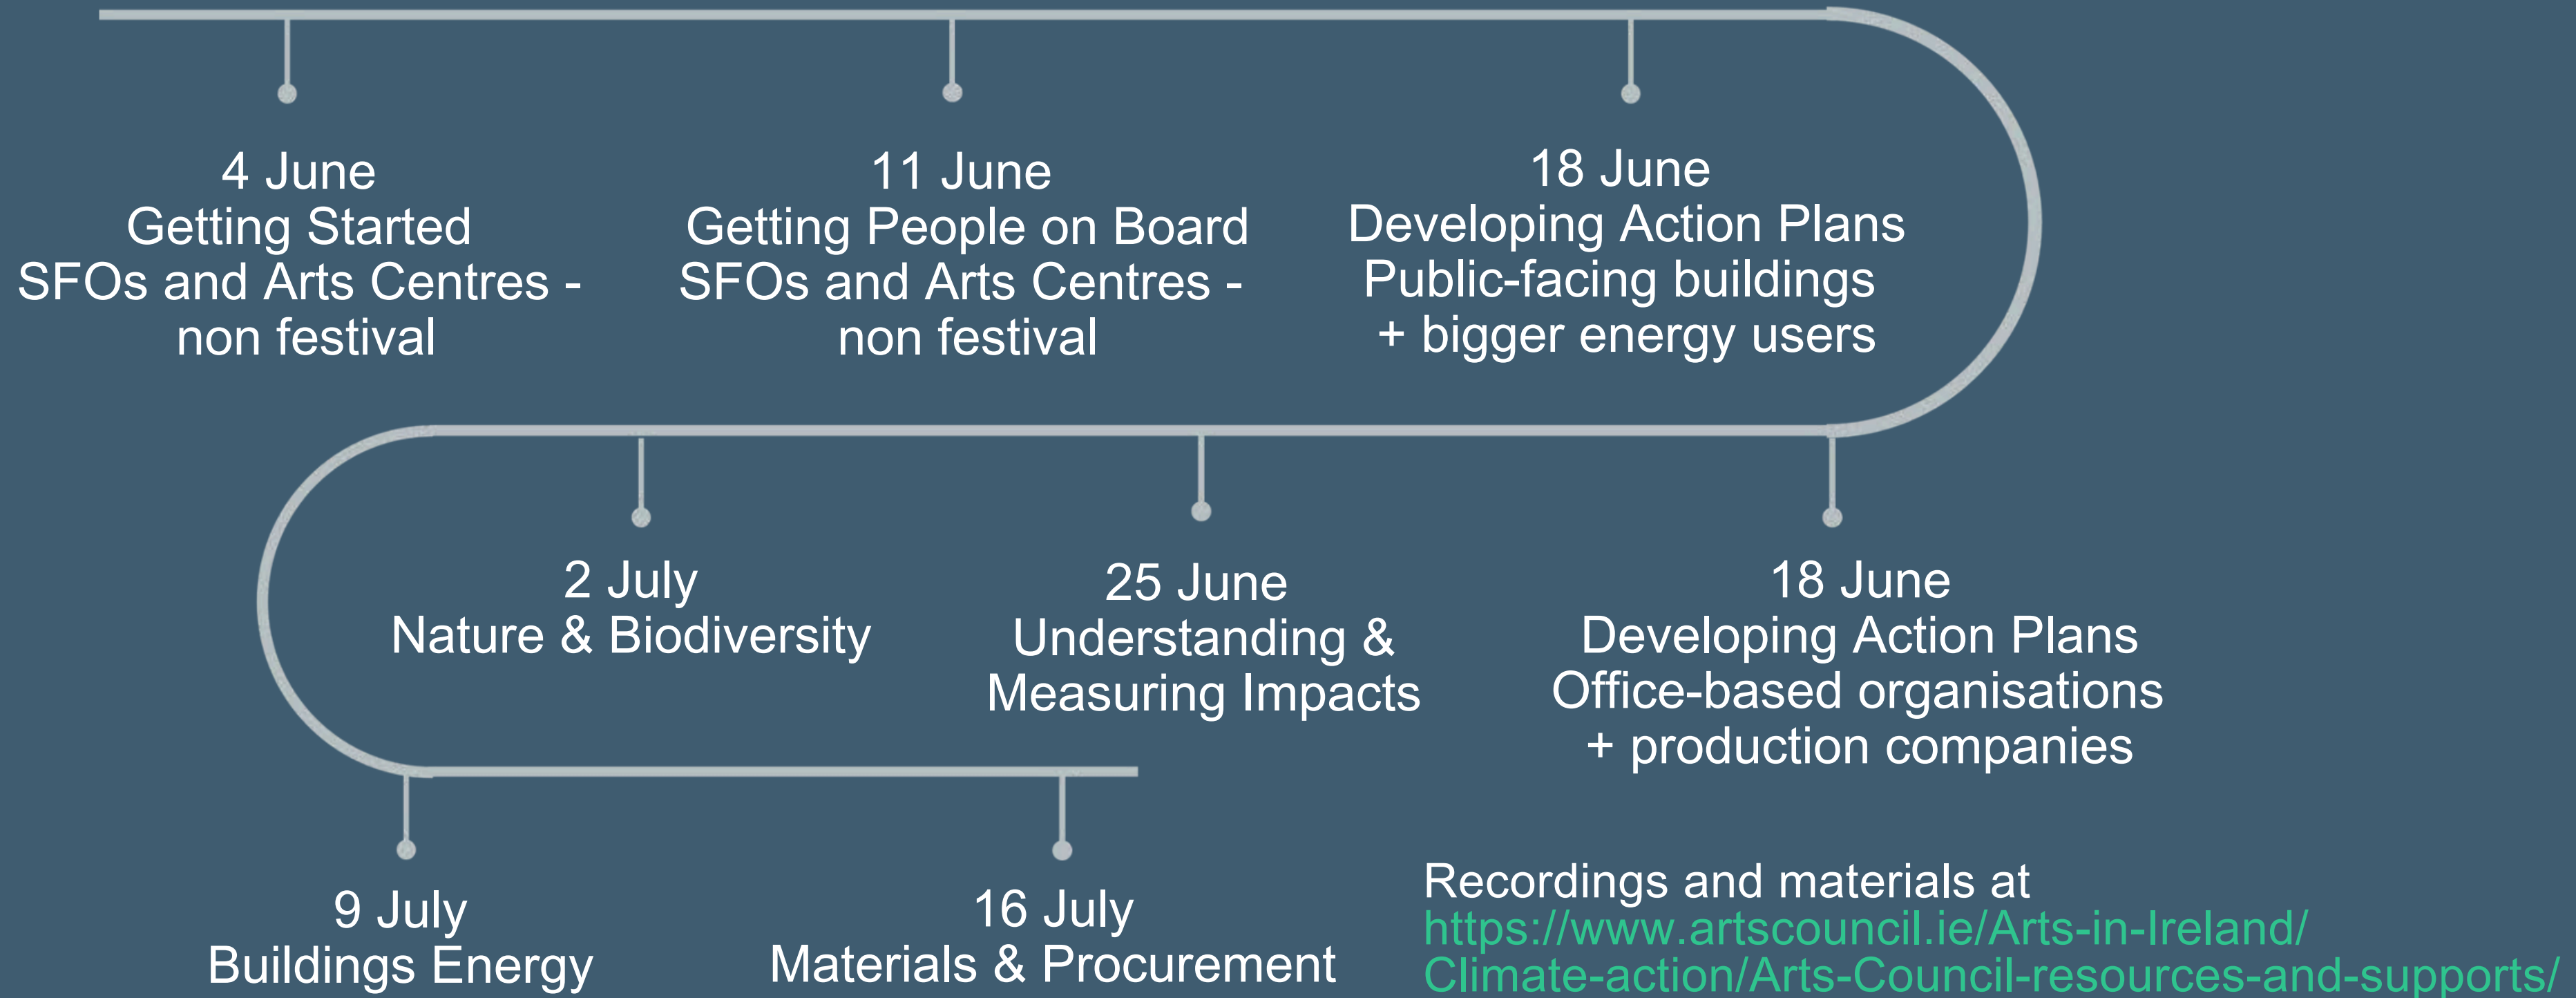 4 June
Getting Started
SFOs and Arts Centres -
non festival
11 June
Getting People on Board
SFOs and Arts Centres -
non festival
18 June
Developing Action Plans
Public-facing buildings
+ bigger energy users
18 June
Developing Action Plans
Office-based organisations
+ production companies
25 June
Understanding &
Measuring Impacts
2 July
Nature & Biodiversity
9 July
Buildings Energy
16 July
Materials & Procurement
Recordings and materials at
https://www.artscouncil.ie/Arts-in-Ireland/
Climate-action/Arts-Council-resources-and-supports/